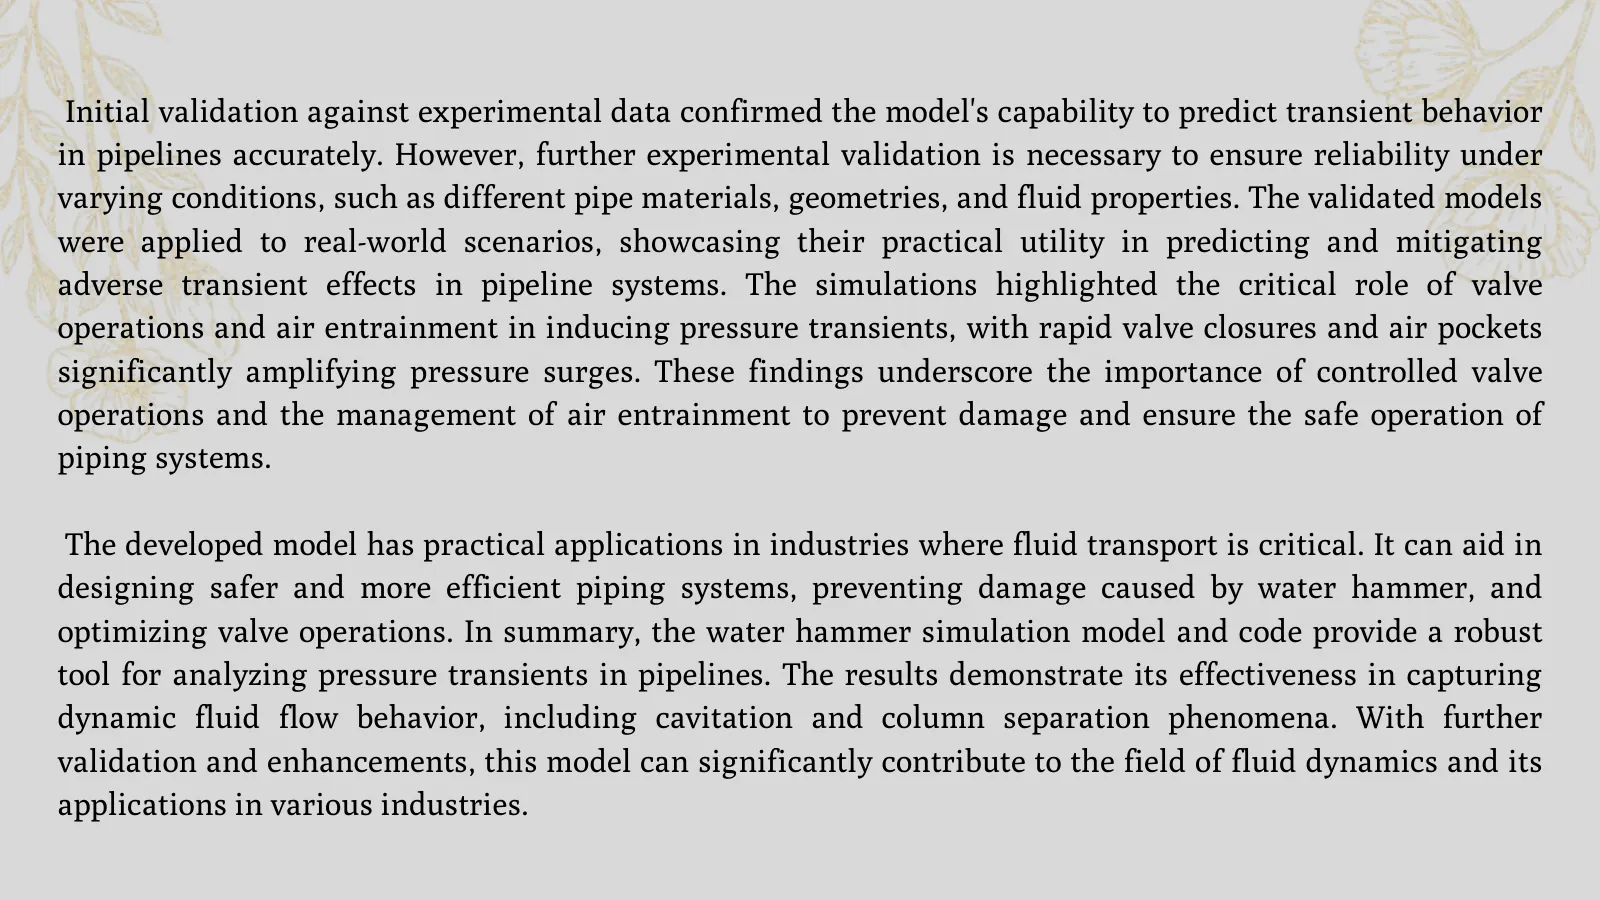 Initial validation against experimental data confirmed the model's capability to predict transient behavior
in pipelines accurately. However, further experimental validation is necessary to ensure reliability under
varying conditions, such as different pipe materials, geometries, and fluid properties. The validated models
were applied to real-world scenarios, showcasing their practical utility in predicting and mitigating
adverse transient effects in pipeline systems. The simulations highlighted the critical role of valve
operations and air entrainment in inducing pressure transients, with rapid valve closures and air pockets
significantly amplifying pressure surges. These findings underscore the importance of controlled valve
operations and the management of air entrainment to prevent damage and ensure the safe operation of
piping systems.
The developed model has practical applications in industries where fluid transport is critical. It can aid in
designing safer and more efficient piping systems, preventing damage caused by water hammer, and
optimizing valve operations. In summary, the water hammer simulation model and code provide a robust
tool for analyzing pressure transients in pipelines. The results demonstrate its effectiveness in capturing
dynamic fluid flow behavior, including cavitation and column separation phenomena. With further
validation and enhancements, this model can significantly contribute to the field of fluid dynamics and its
applications in various industries.